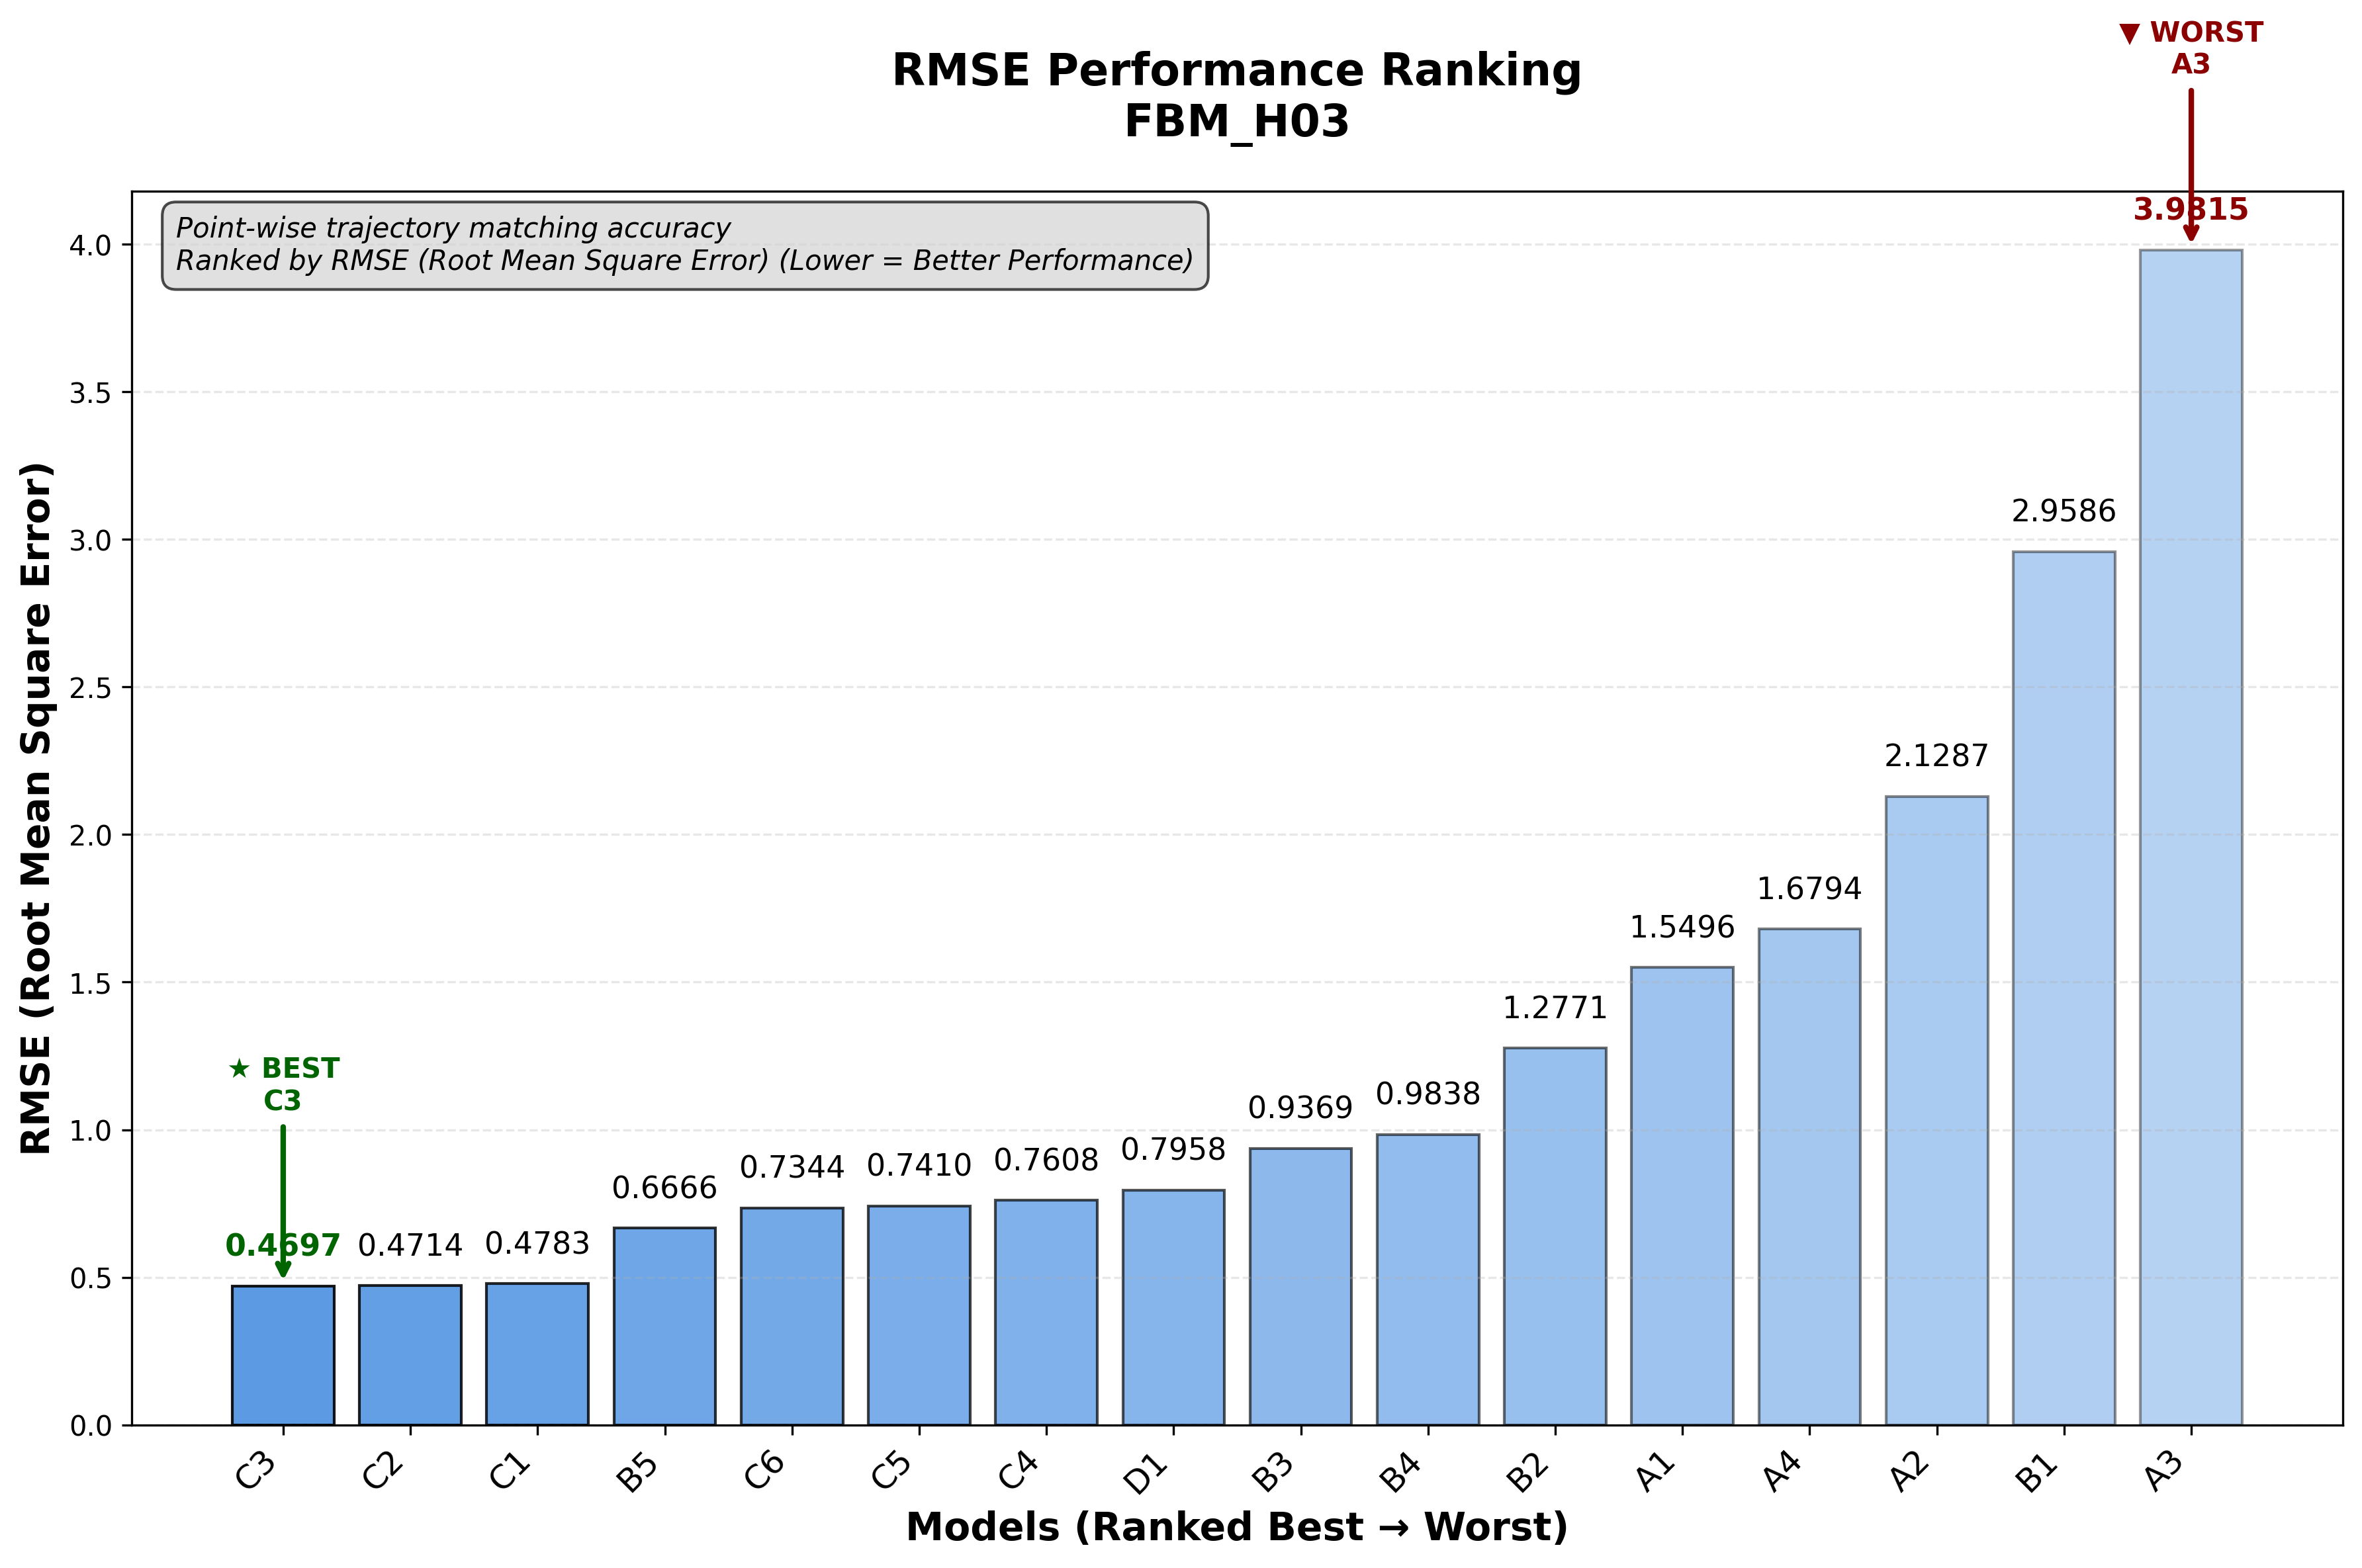 ▼ WORST
A3
RMSE Performance Ranking
FBM_H03
Point-wise trajectory matching accuracy
Ranked by RMSE (Root Mean Square Error) (Lower = Better Performance)
RMSE (Root Mean Square Error)
4.0
3.5
3.0
2.5
2.0
1.5
1.0
0.5
0.0
★ BEST
C3
0.4697
0.4714
0.4783
0.6666
0.7344
0.7410
0.7608
0.7958
0.9369
0.9838
1.2771
1.5496
1.6794
2.1287
2.9586
3.9815
C3
C2
C1
B5
C6
C5
C4
D1
B3
B4
B2
A1
A4
A2
B1
A3
Models (Ranked Best → Worst)